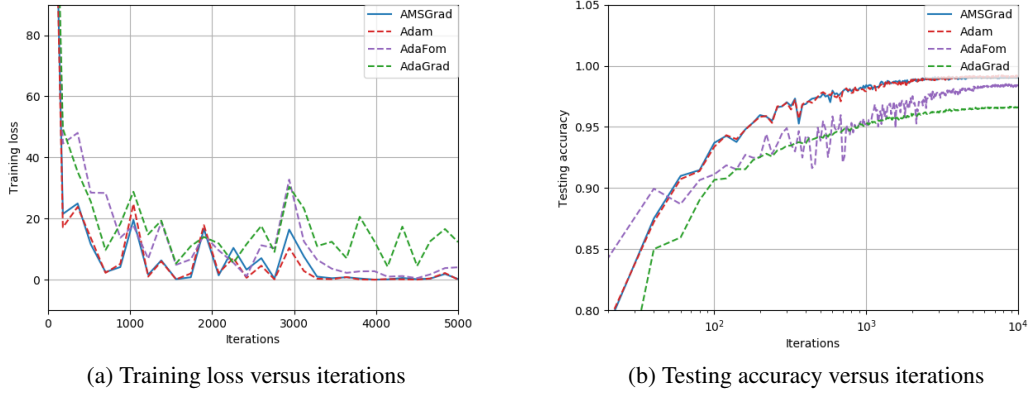 AMSGrad
Adam
AdaFom
AdaGrad
80
60
40
20
0
Training loss
0 1000 2000 3000 4000 5000
Iterations
(a) Training loss versus iterations
1.05
1.00
0.95
0.90
0.85
0.80
Testing accuracy
AMSGrad
Adam
AdaFom
AdaGrad
10² 10³ 10⁴
Iterations
(b) Testing accuracy versus iterations